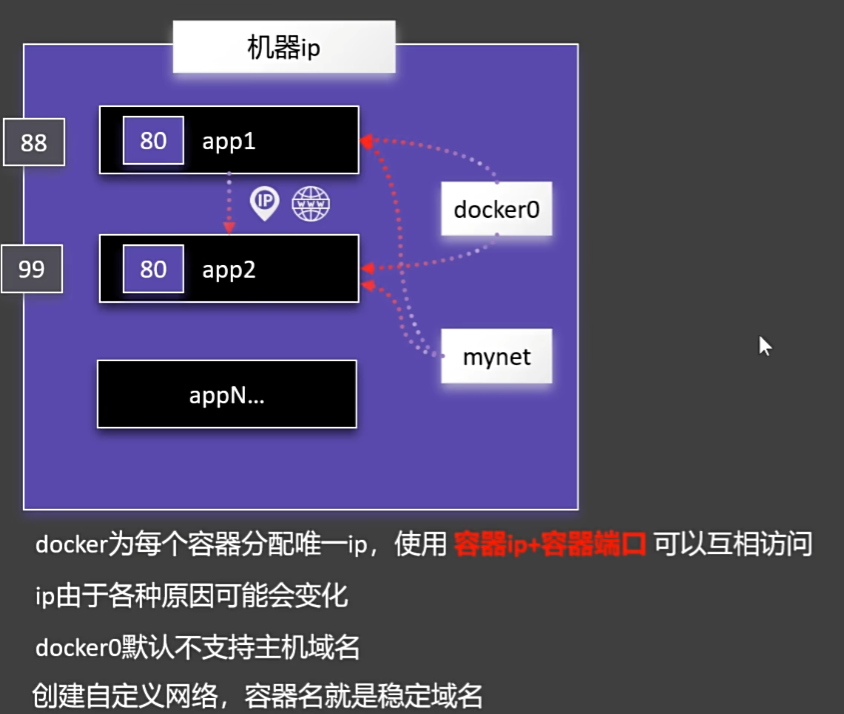 机器ip
88
80
app1
IP
www
docker0
99
80
app2
mynet
appN...
docker为每个容器分配唯一ip，使用 容器ip+容器端口 可以互相访问
ip由于各种原因可能会变化
docker0默认不支持主机域名
创建自定义网络，容器名就是稳定域名